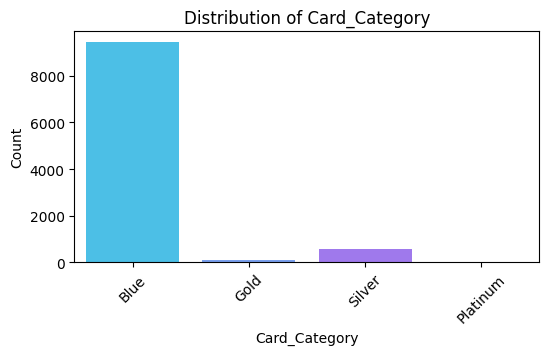 Distribution of Card_Category
Count
8000
6000
4000
2000
0
Blue
Gold
Silver
Platinum
Card_Category